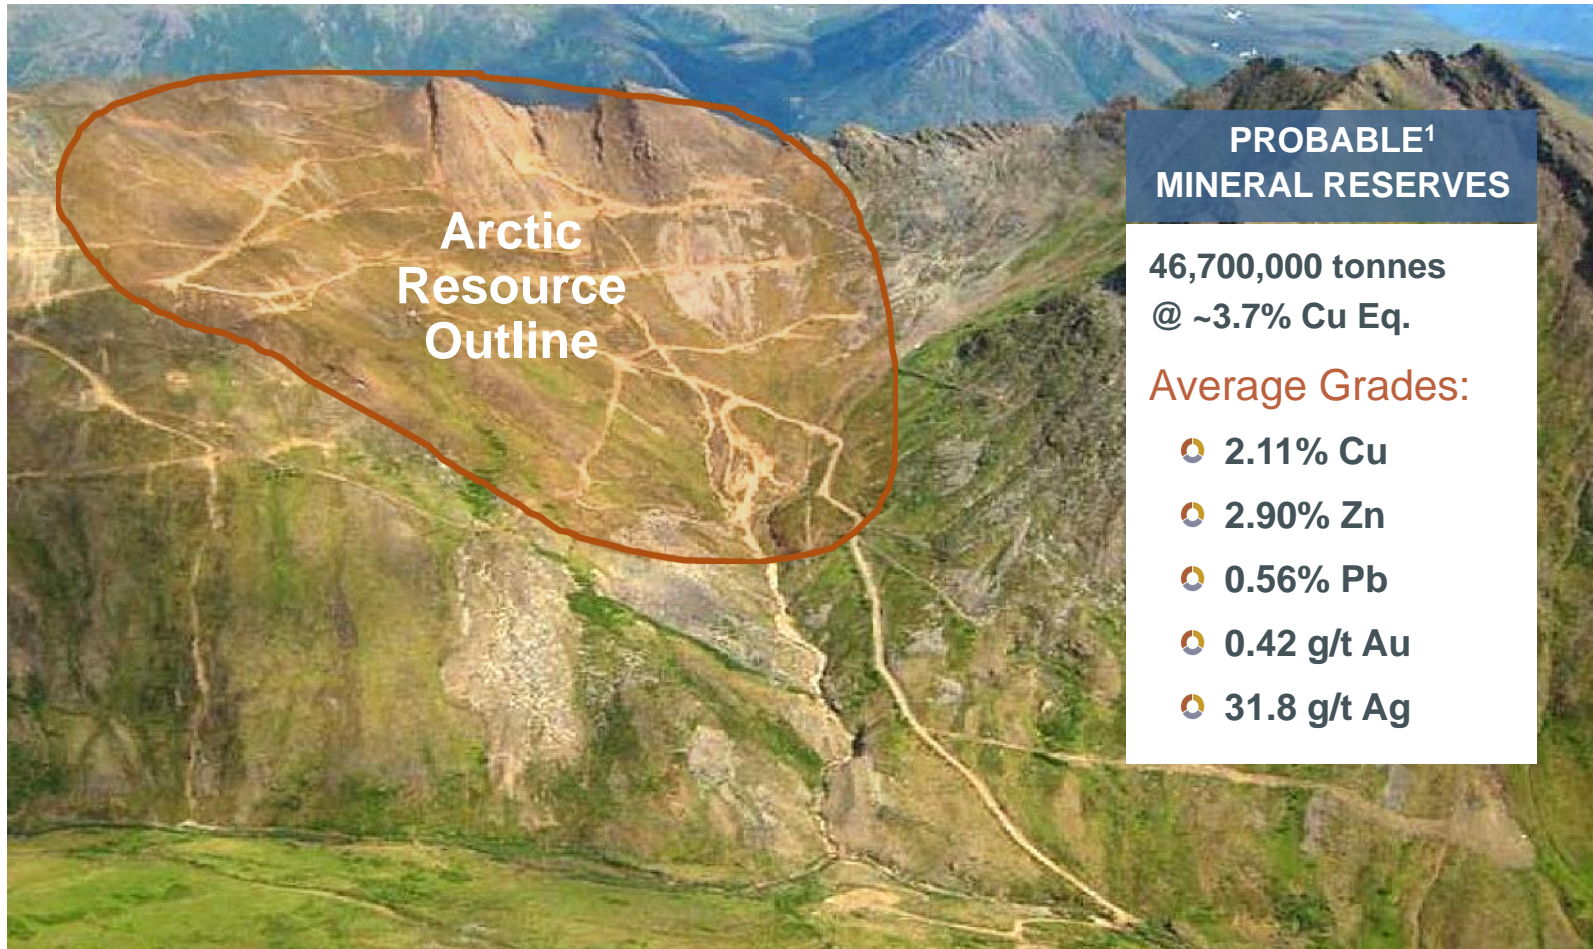 Arctic
Resource
Outline
PROBABLE¹
MINERAL RESERVES
46,700,000 tonnes
@ ~3.7% Cu Eq.
Average Grades:
2.11% Cu
2.90% Zn
0.56% Pb
0.42 g/t Au
31.8 g/t Ag